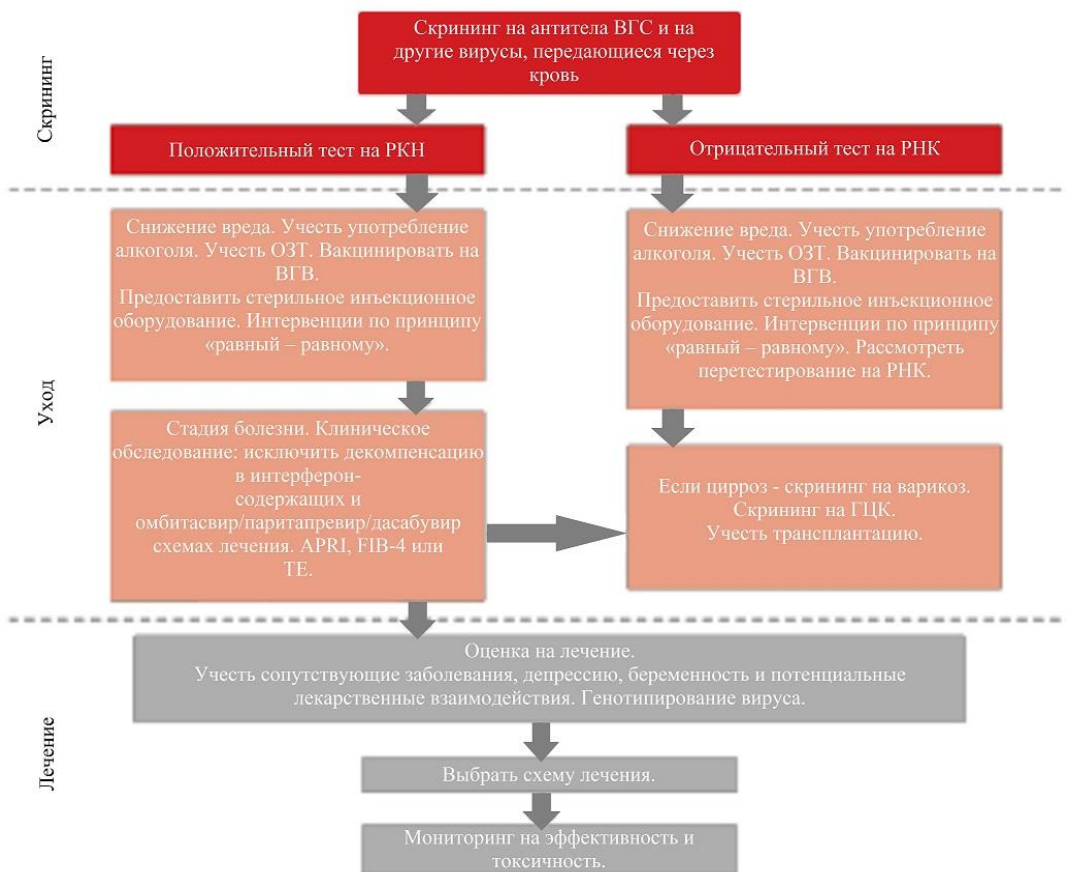 Скрининг
Скрининг на антитела ВГС и на
другие вирусы, передающиеся через
кровь
Положительный тест на РКН
Отрицательный тест на РНК
Уход
Снижение вреда. Учесть употребление
алкоголя. Учесть ОЗТ. Вакцинировать на
ВГВ.
Предоставить стерильное инъекционное
оборудование. Интервенции по принципу
«равный – равному».
Снижение вреда. Учесть употребление
алкоголя. Учесть ОЗТ. Вакцинировать на
ВГВ.
Предоставить стерильное инъекционное
оборудование. Интервенции по принципу
«равный – равному». Рассмотреть
перетестирование на РНК.
Стадия болезни. Клиническое
обследование: исключить декомпенсацию
в интерферон-
содержащих и
омбитасвир/паритапревир/дасабувир
схемах лечения. APRI, FIB-4 или
TE.
Если цирроз - скрининг на варикоз.
Скрининг на ГЦК.
Учесть трансплантацию.
Лечение
Оценка на лечение.
Учесть сопутствующие заболевания, депрессию, беременность и потенциальные
лекарственные взаимодействия. Генотипирование вируса.
Выбрать схему лечения.
Мониторинг на эффективность и
токсичность.